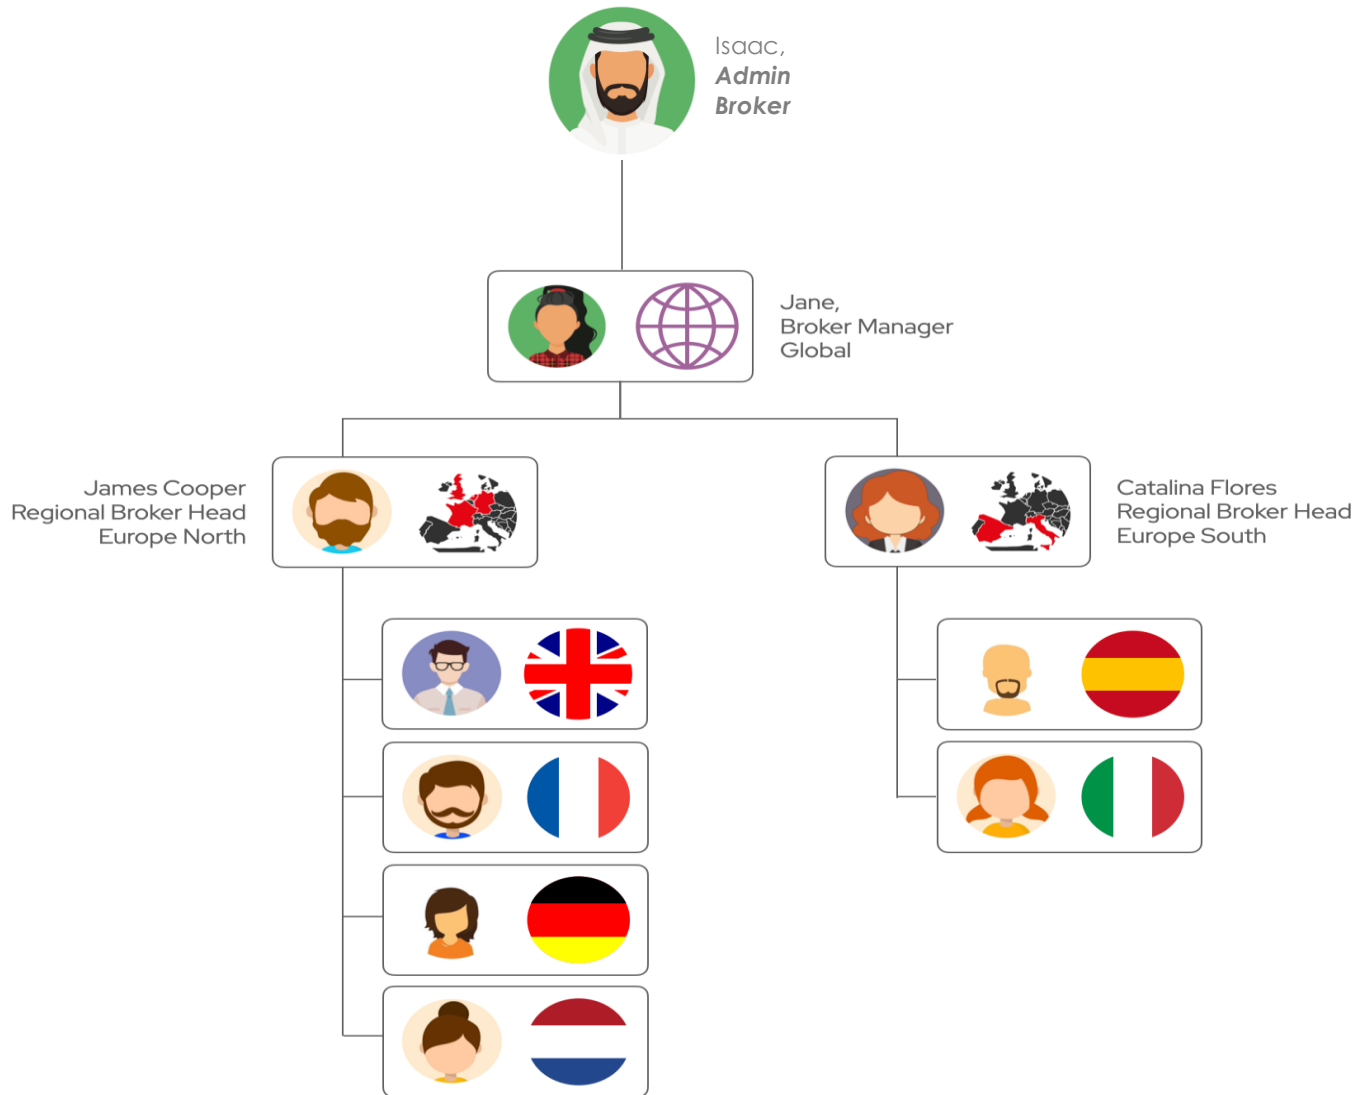 Isaac,
Admin
Broker
Jane,
Broker Manager
Global
James Cooper
Regional Broker Head
Europe North
Catalina Flores
Regional Broker Head
Europe South